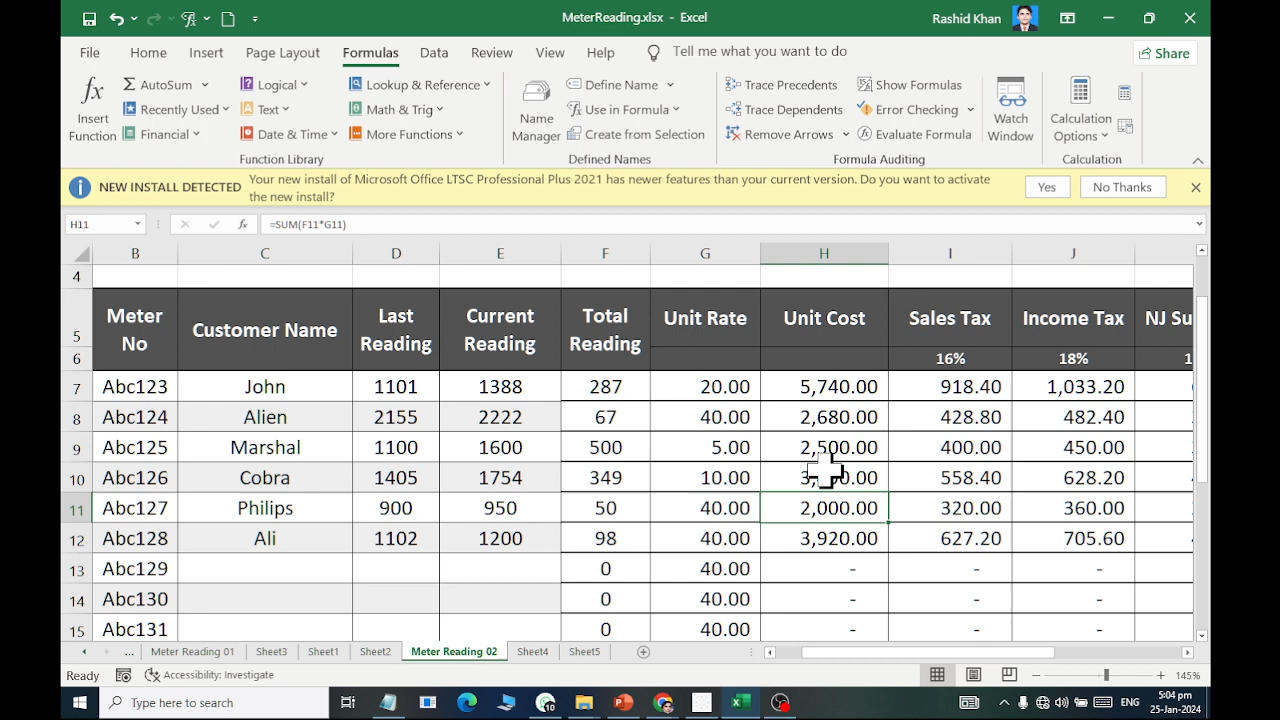 MeterReading.xlsx - Excel
Rashid Khan
File Home Insert Page Layout Formulas Data Review View Help Tell me what you want to do Share
fx Insert Function
Σ AutoSum
Recently Used
Financial
Logical
Text
Date & Time
Lookup & Reference
Math & Trig
More Functions
Function Library
Name Manager
Define Name
Use in Formula
Create from Selection
Defined Names
Trace Precedents
Trace Dependents
Remove Arrows
Show Formulas
Error Checking
Evaluate Formula
Formula Auditing
Watch Window
Calculation Options
Calculation
NEW INSTALL DETECTED Your new install of Microsoft Office LTSC Professional Plus 2021 has newer features than your current version. Do you want to activate
the new install?
Yes No Thanks
H11 fx =SUM(F11*G11)
B C D E F G H I J
4
5 Meter No Customer Name Last Reading Current Reading Total Reading Unit Rate Unit Cost Sales Tax Income Tax NJ Su
6 16% 18% 1
7 Abc123 John 1101 1388 287 20.00 5,740.00 918.40 1,033.20
8 Abc124 Alien 2155 2222 67 40.00 2,680.00 428.80 482.40
9 Abc125 Marshal 1100 1600 500 5.00 2,500.00 400.00 450.00
10 Abc126 Cobra 1405 1754 349 10.00 558.40 628.20
11 Abc127 Philips 900 950 50 40.00 2,000.00 320.00 360.00
12 Abc128 Ali 1102 1200 98 40.00 3,920.00 627.20 705.60
13 Abc129 0 40.00 - - -
14 Abc130 0 40.00 - - -
15 Abc131 0 40.00 - - -
... Meter Reading 01 Sheet3 Sheet1 Sheet2 Meter Reading 02 Sheet4 Sheet5
Ready Accessibility: Investigate 145%
Type here to search 10 ENG 5:04 pm
25-Jan-2024